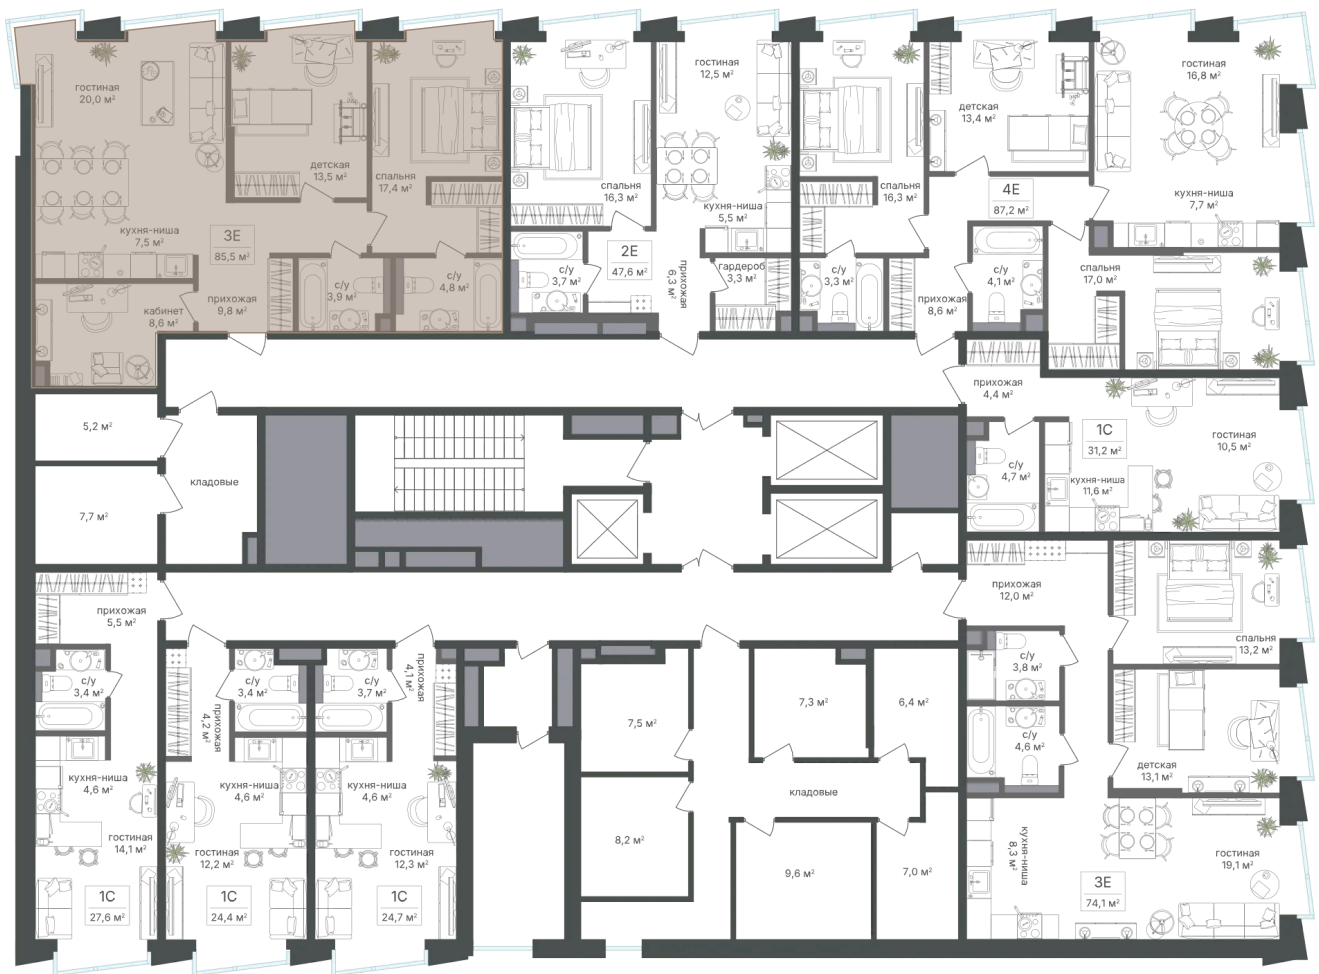 гостиная
20,0 м²
детская
13,5 м²
спальня
17,4 м²
кухня-ниша
7,5 м²
3Е
85,5 м²
с/у
3,9 м²
с/у
4,8 м²
прихожая
9,8 м²
кабинет
8,6 м²
спальня
16,3 м²
гостиная
12,5 м²
кухня-ниша
5,5 м²
2Е
47,6 м²
с/у
3,7 м²
прихожая
6,3 м²
гардероб
3,3 м²
спальня
16,3 м²
детская
13,4 м²
гостиная
16,8 м²
кухня-ниша
7,7 м²
4Е
87,2 м²
с/у
3,3 м²
с/у
4,1 м²
прихожая
8,6 м²
спальня
17,0 м²
прихожая
4,4 м²
1С
31,2 м²
гостиная
10,5 м²
с/у
4,7 м²
кухня-ниша
11,6 м²
5,2 м²
7,7 м²
кладовые
прихожая
5,5 м²
с/у
3,4 м²
кухня-ниша
4,6 м²
гостиная
14,1 м²
1С
27,6 м²
с/у
3,4 м²
прихожая
4,2 м²
кухня-ниша
4,6 м²
гостиная
12,2 м²
1С
24,4 м²
прихожая
4,1 м²
с/у
3,7 м²
кухня-ниша
4,6 м²
гостиная
12,3 м²
1С
24,7 м²
7,5 м²
8,2 м²
7,3 м²
6,4 м²
кладовые
9,6 м²
7,0 м²
прихожая
12,0 м²
спальня
13,2 м²
с/у
3,8 м²
с/у
4,6 м²
детская
13,1 м²
кухня-ниша
8,3 м²
гостиная
19,1 м²
3Е
74,1 м²